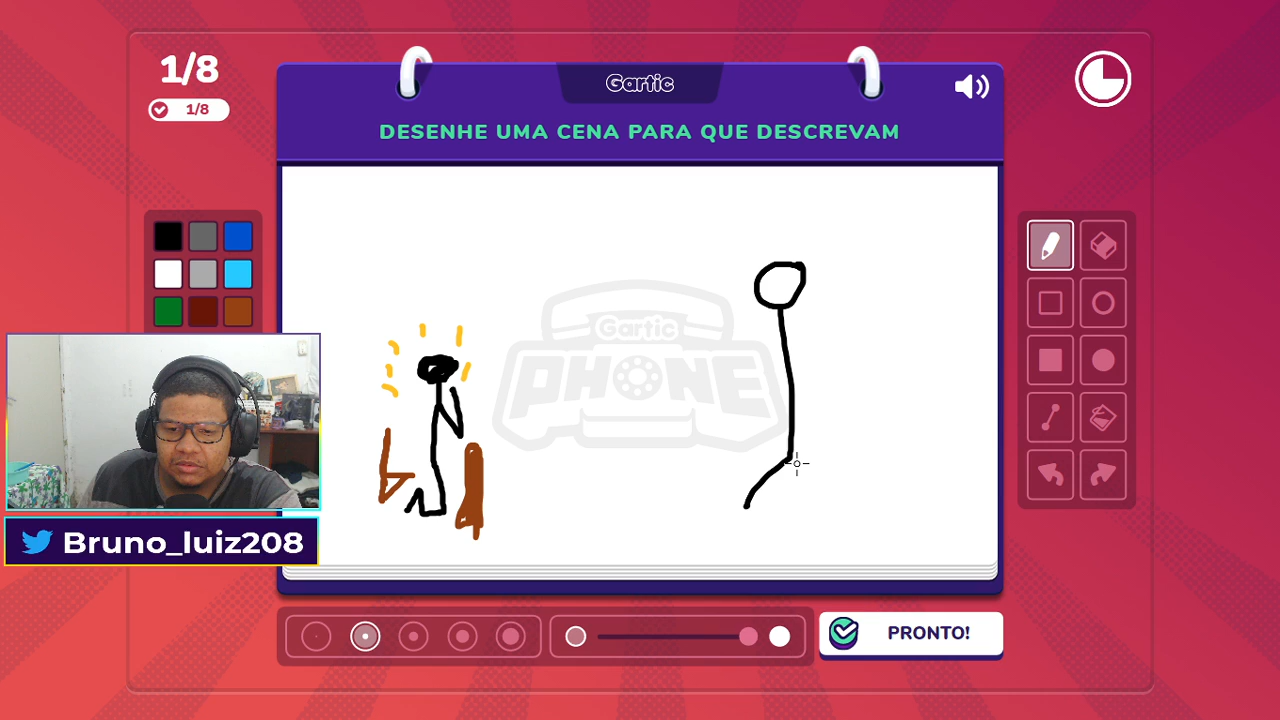 1/8
1/8
Gartic
DESENHE UMA CENA PARA QUE DESCREVAM
Gartic
PHONE
Bruno_luiz208
PRONTO!